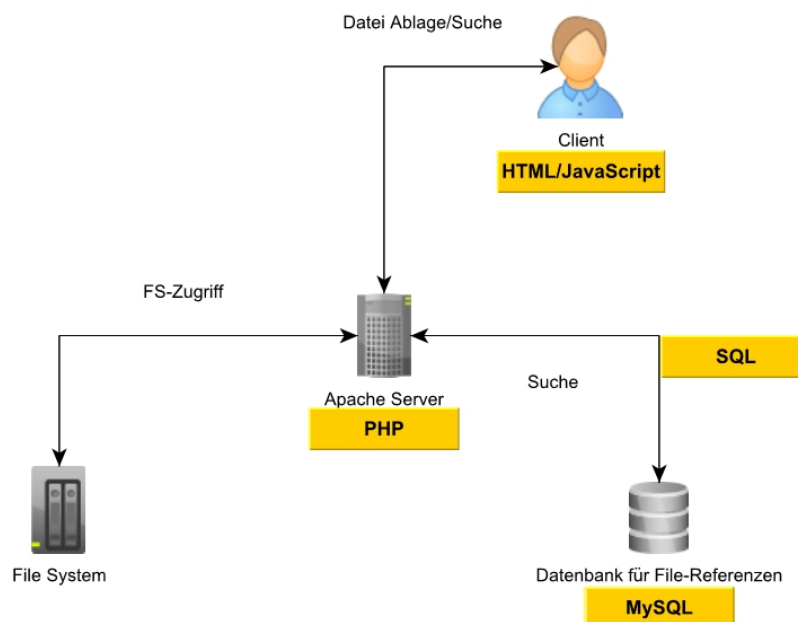 Datei Ablage/Suche
Client
HTML/JavaScript
FS-Zugriff
SQL
Suche
Apache Server
PHP
File System
Datenbank für File-Referenzen
MySQL